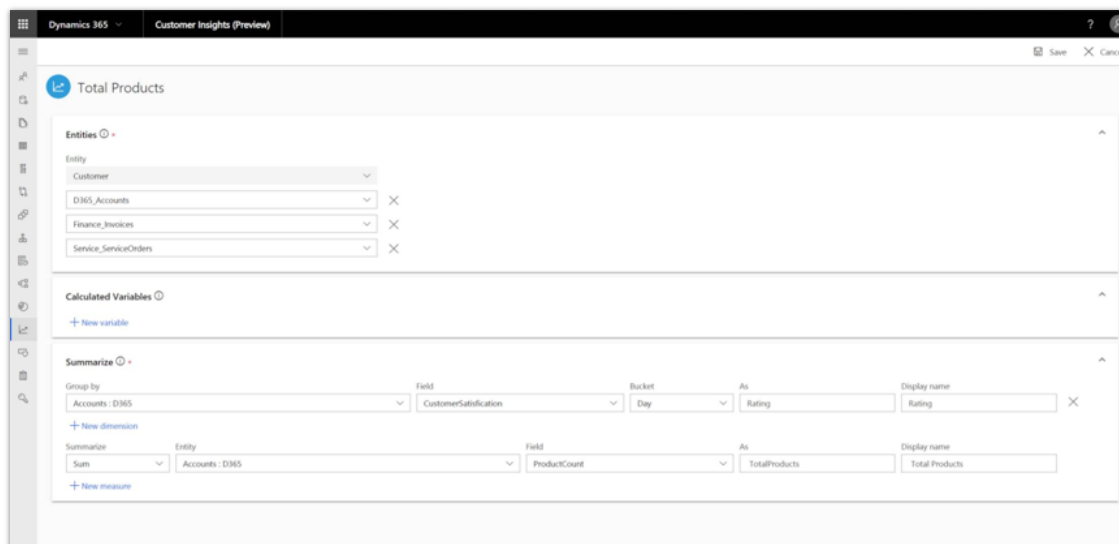 Dynamics 365 Customer Insights (Preview) ?
Save Canc
Total Products
Entities *
Entity
Customer
D365_Accounts
Finance_Invoices
Service_ServiceOrders
Calculated Variables
+ New variable
Summarize *
Group by Field Bucket As Display name
Accounts : D365 CustomerSatisfication Day Rating Rating
+ New dimension
Summarize Entity Field As Display name
Sum Accounts : D365 ProductCount TotalProducts Total Products
+ New measure